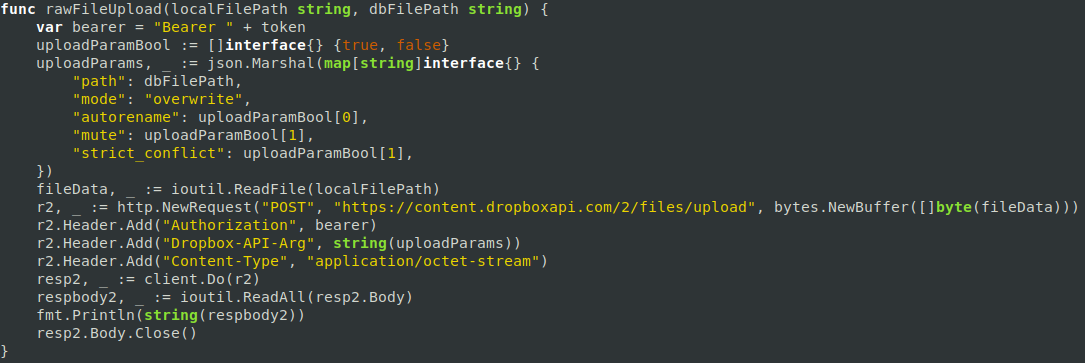 func rawFileUpload(localFilePath string, dbFilePath string) {
    var bearer = "Bearer " + token
    uploadParamBool := []interface{} {true, false}
    uploadParams, _ := json.Marshal(map[string]interface{} {
        "path": dbFilePath,
        "mode": "overwrite",
        "autorename": uploadParamBool[0],
        "mute": uploadParamBool[1],
        "strict_conflict": uploadParamBool[1],
    })
    fileData, _ := ioutil.ReadFile(localFilePath)
    r2, _ := http.NewRequest("POST", "https://content.dropboxapi.com/2/files/upload", bytes.NewBuffer([]byte(fileData)))
    r2.Header.Add("Authorization", bearer)
    r2.Header.Add("Dropbox-API-Arg", string(uploadParams))
    r2.Header.Add("Content-Type", "application/octet-stream")
    resp2, _ := client.Do(r2)
    respbody2, _ := ioutil.ReadAll(resp2.Body)
    fmt.Println(string(respbody2))
    resp2.Body.Close()
}